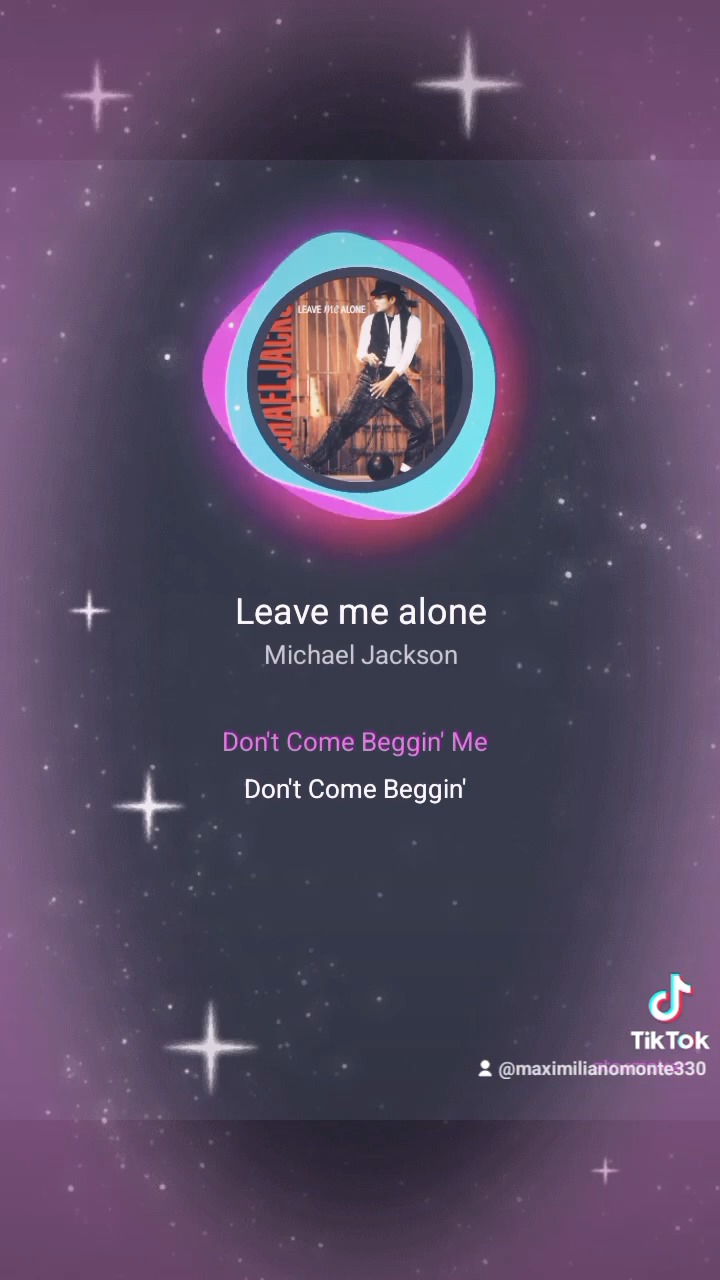 LEAVE ME ALONE
Leave me alone
Michael Jackson
Don't Come Beggin' Me
Don't Come Beggin'
TikTok
@maximilianomonte330